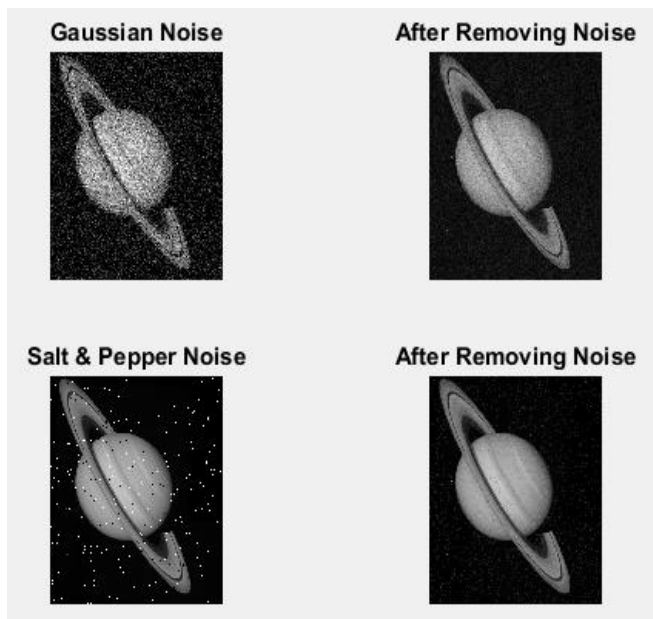 Gaussian Noise
After Removing Noise
Salt & Pepper Noise
After Removing Noise